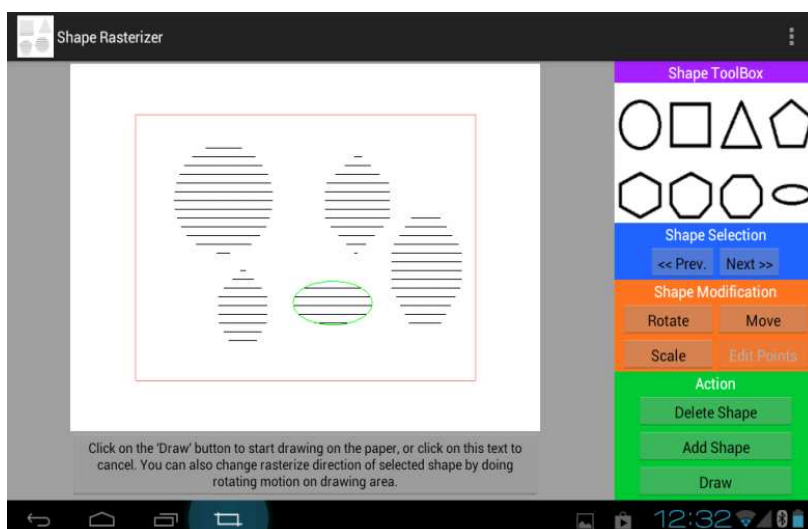 Shape Rasterizer
Shape ToolBox
Shape Selection
<< Prev. Next >>
Shape Modification
Rotate Move
Scale Edit Points
Action
Delete Shape
Add Shape
Draw
Click on the 'Draw' button to start drawing on the paper, or click on this text to
cancel. You can also change rasterize direction of selected shape by doing
rotating motion on drawing area.
12:32